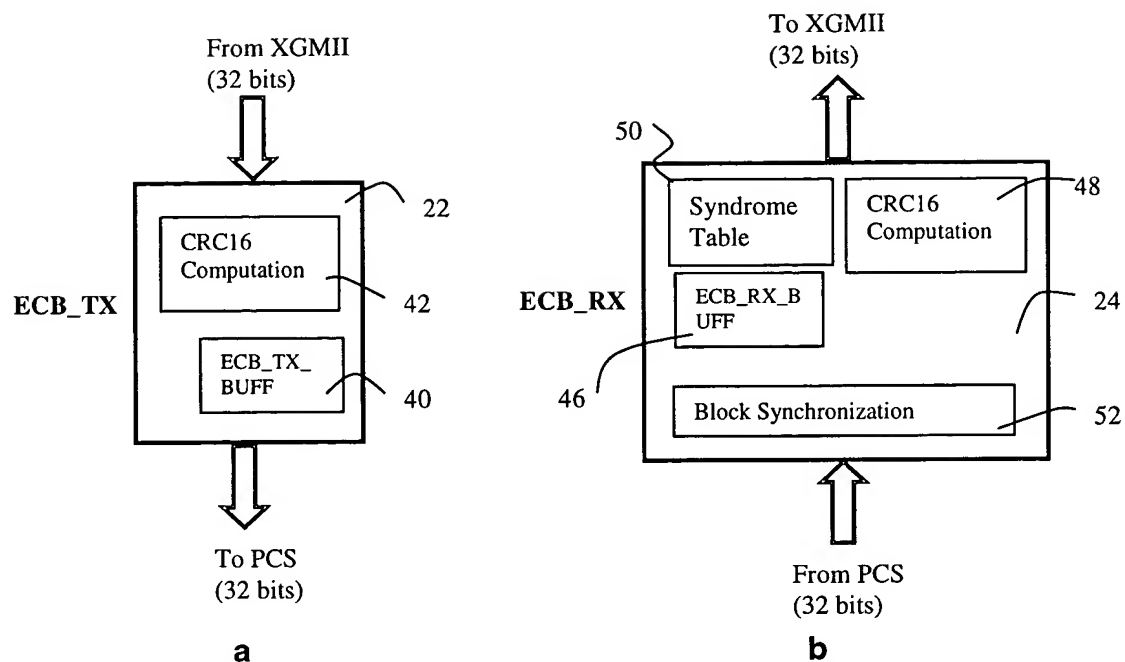 From XGMII
(32 bits)
22
CRC16
Computation
42
ECB_TX
ECB_TX_
BUFF
40
To PCS
(32 bits)
a
To XGMII
(32 bits)
50
48
Syndrome
Table
CRC16
Computation
ECB_RX
ECB_RX_B
UFF
24
46
Block Synchronization
52
From PCS
(32 bits)
b